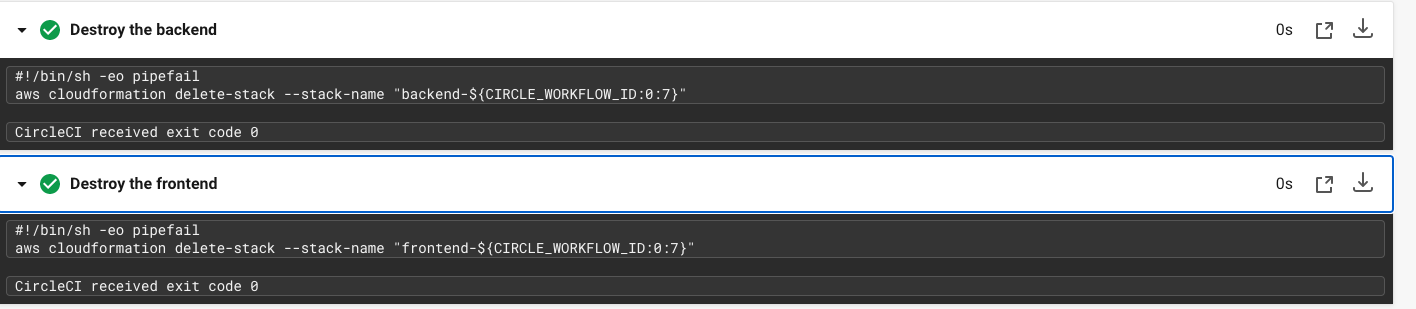 Destroy the backend
0s
#!/bin/sh -eo pipefail
aws cloudformation delete-stack --stack-name "backend-${CIRCLE_WORKFLOW_ID:0:7}"
CircleCI received exit code 0
Destroy the frontend
0s
#!/bin/sh -eo pipefail
aws cloudformation delete-stack --stack-name "frontend-${CIRCLE_WORKFLOW_ID:0:7}"
CircleCI received exit code 0